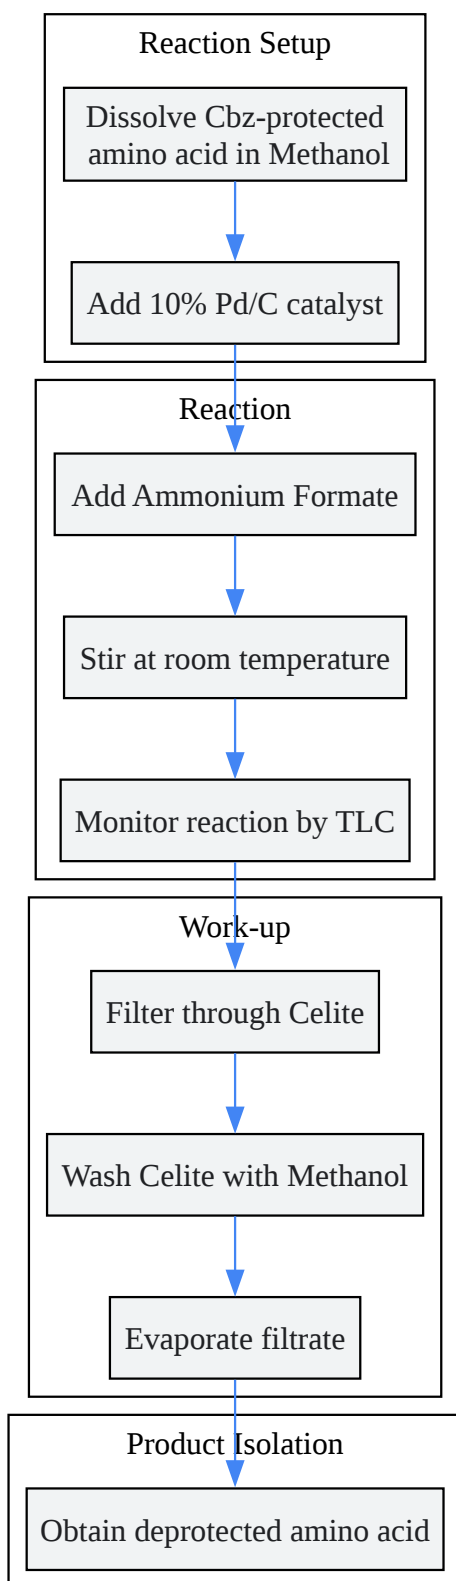 Reaction Setup
Dissolve Cbz-protected
amino acid in Methanol
Add 10% Pd/C catalyst
Reaction
Add Ammonium Formate
Stir at room temperature
Monitor reaction by TLC
Work-up
Filter through Celite
Wash Celite with Methanol
Evaporate filtrate
Product Isolation
Obtain deprotected amino acid